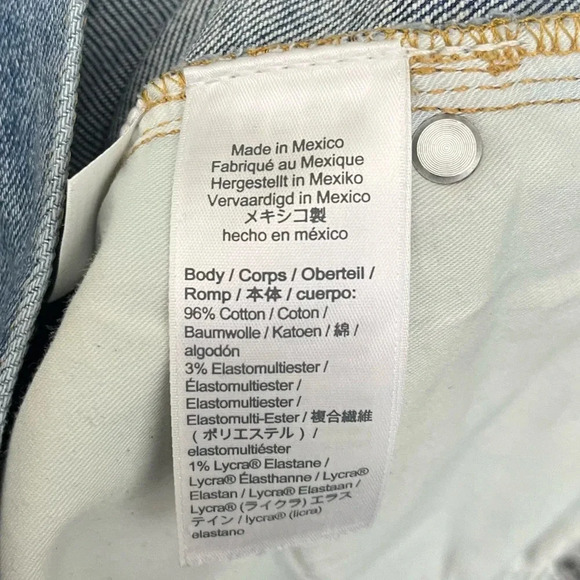 Made in Mexico
Fabriqué au Mexique
Hergestellt in Mexiko
Vervaardigd in Mexico
メキシコ製
hecho en méxico
Body / Corps / Oberteil /
Romp / 本体 / cuerpo:
96% Cotton / Coton /
Baumwolle / Katoen / 綿 /
algodón
3% Elastomultiester /
Élastomultiester /
Elastomultiester /
Elastomulti-Ester / 複合繊維
( ポリエステル ) /
elastomultiéster
1% Lycra® Elastane /
Lycra® Élasthanne / Lycra®
Elastan / Lycra® Elastaan /
Lycra® (ライクラ) エラス
テイン / lycra® (licra)
elastano